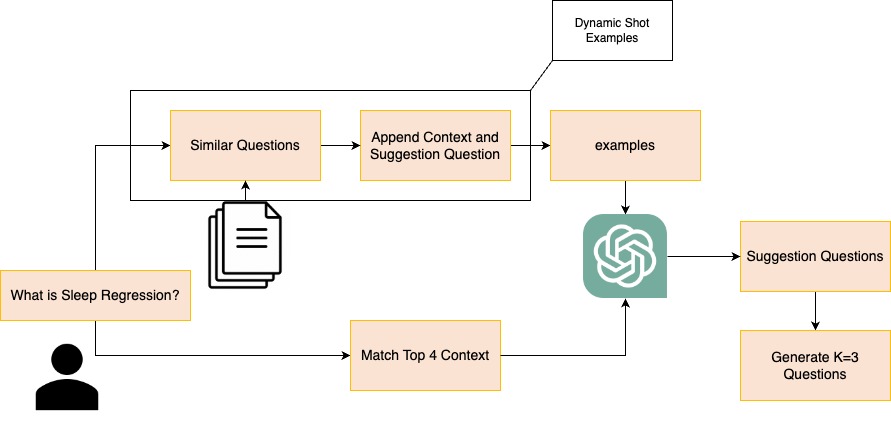 Dynamic Shot
Examples
Similar Questions
Append Context and
Suggestion Question
examples
Suggestion Questions
What is Sleep Regression?
Match Top 4 Context
Generate K=3
Questions